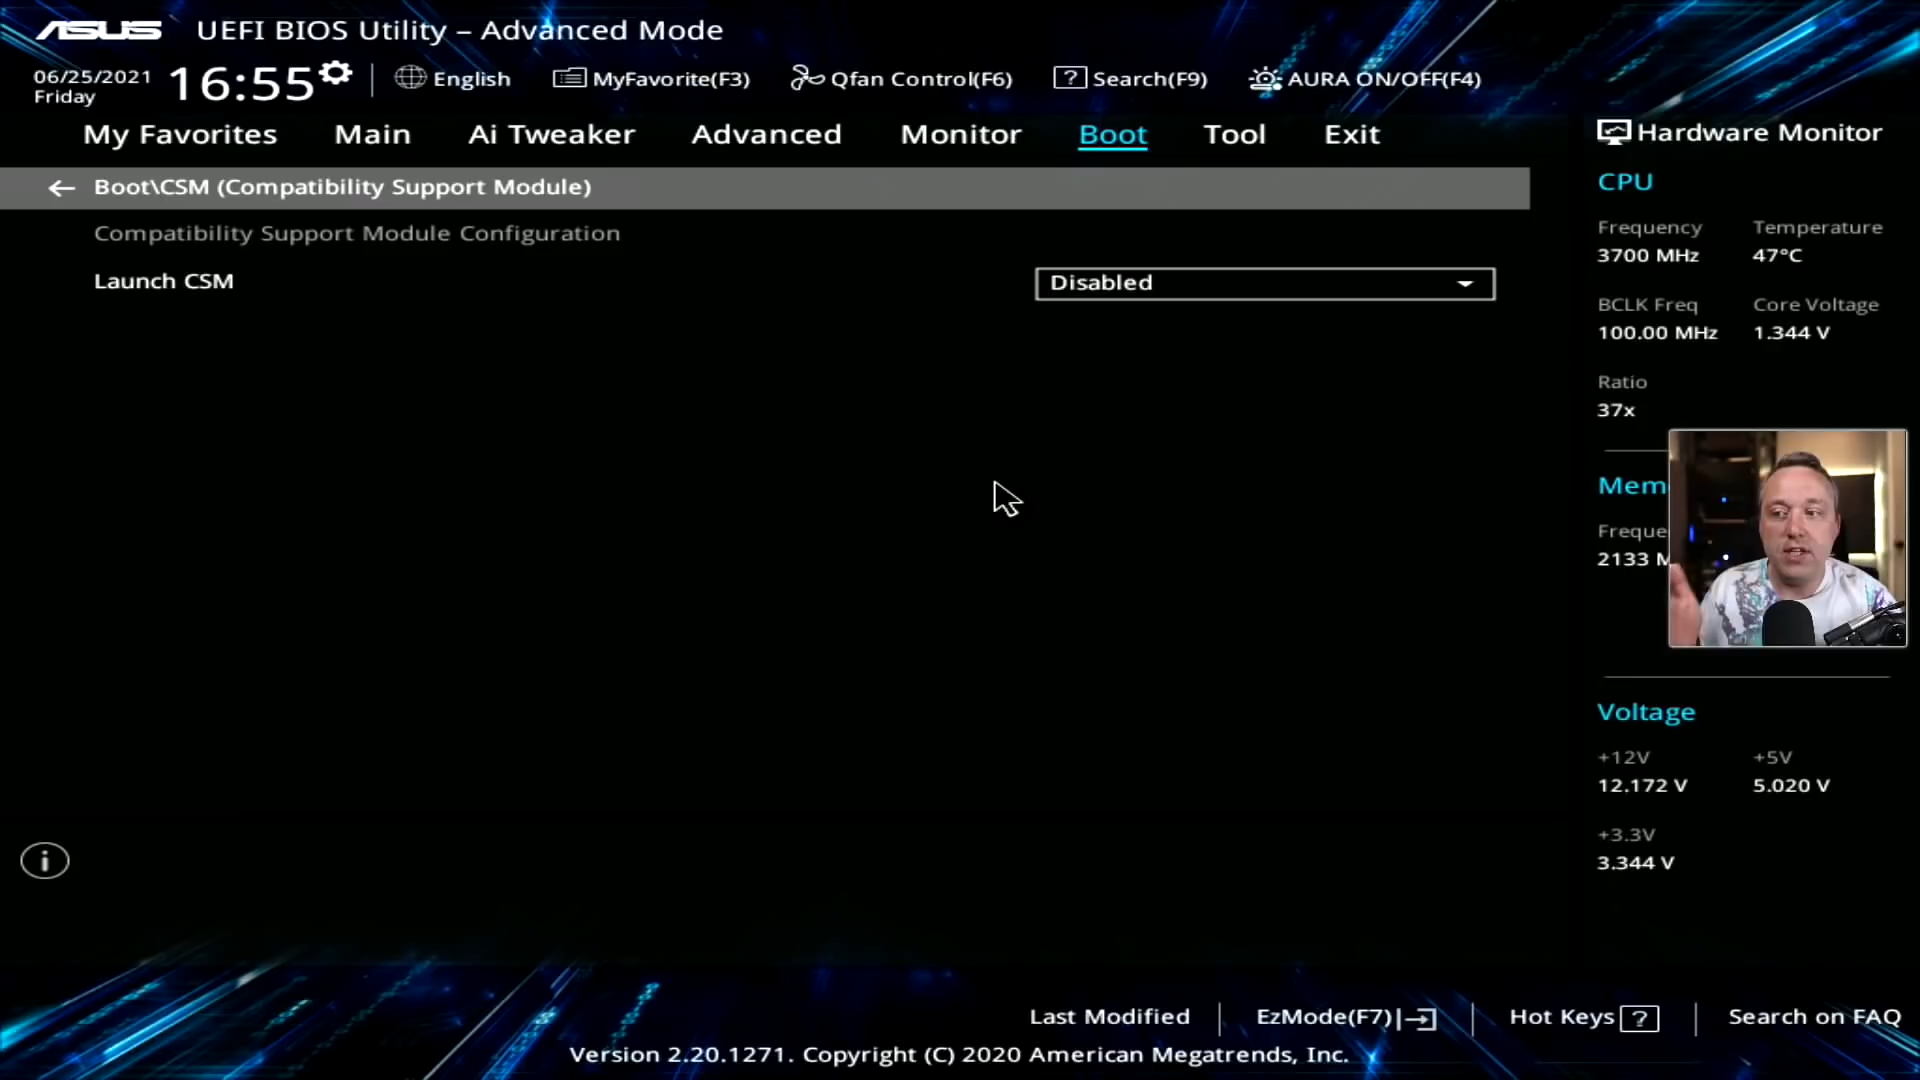 ASUS UEFI BIOS Utility – Advanced Mode
06/25/2021
Friday
16:55
English
MyFavorite(F3)
Qfan Control(F6)
? Search(F9)
AURA ON/OFF(F4)
My Favorites Main Ai Tweaker Advanced Monitor Boot Tool Exit
Boot\CSM (Compatibility Support Module)
Compatibility Support Module Configuration
Launch CSM Disabled
Hardware Monitor
CPU
Frequency Temperature
3700 MHz 47°C
BCLK Freq Core Voltage
100.00 MHz 1.344 V
Ratio
37x
Mem
Freque
2133 M
Voltage
+12V +5V
12.172 V 5.020 V
+3.3V
3.344 V
i
Last Modified
EzMode(F7)
Hot Keys ?
Search on FAQ
Version 2.20.1271. Copyright (C) 2020 American Megatrends, Inc.